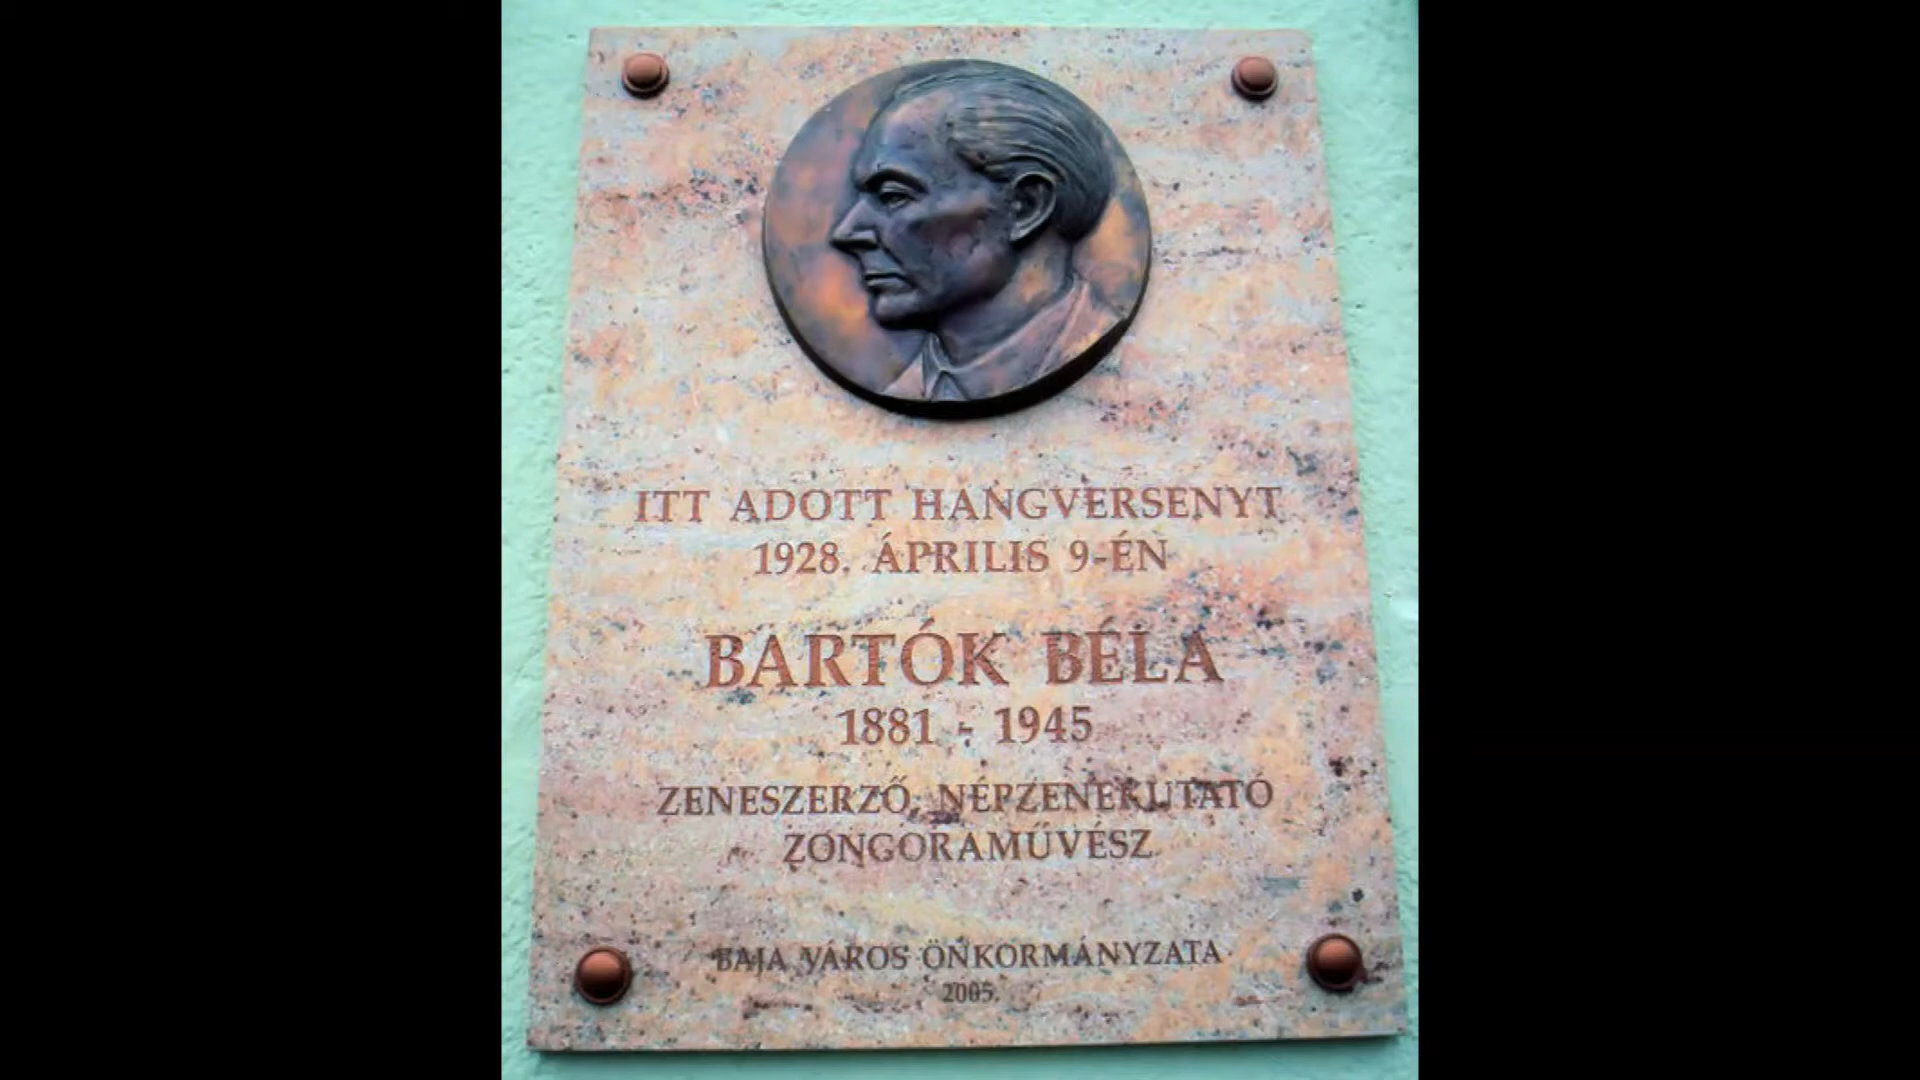 ITT ADOTT HANGVERSENYT
1928. ÁPRILIS 9-ÉN
BARTÓK BÉLA
1881 - 1945
ZENESZERZŐ, NÉPZENEKUTATÓ
ZONGORAMŰVÉSZ
BAJA VÁROS ÖNKORMÁNYZATA
2005.